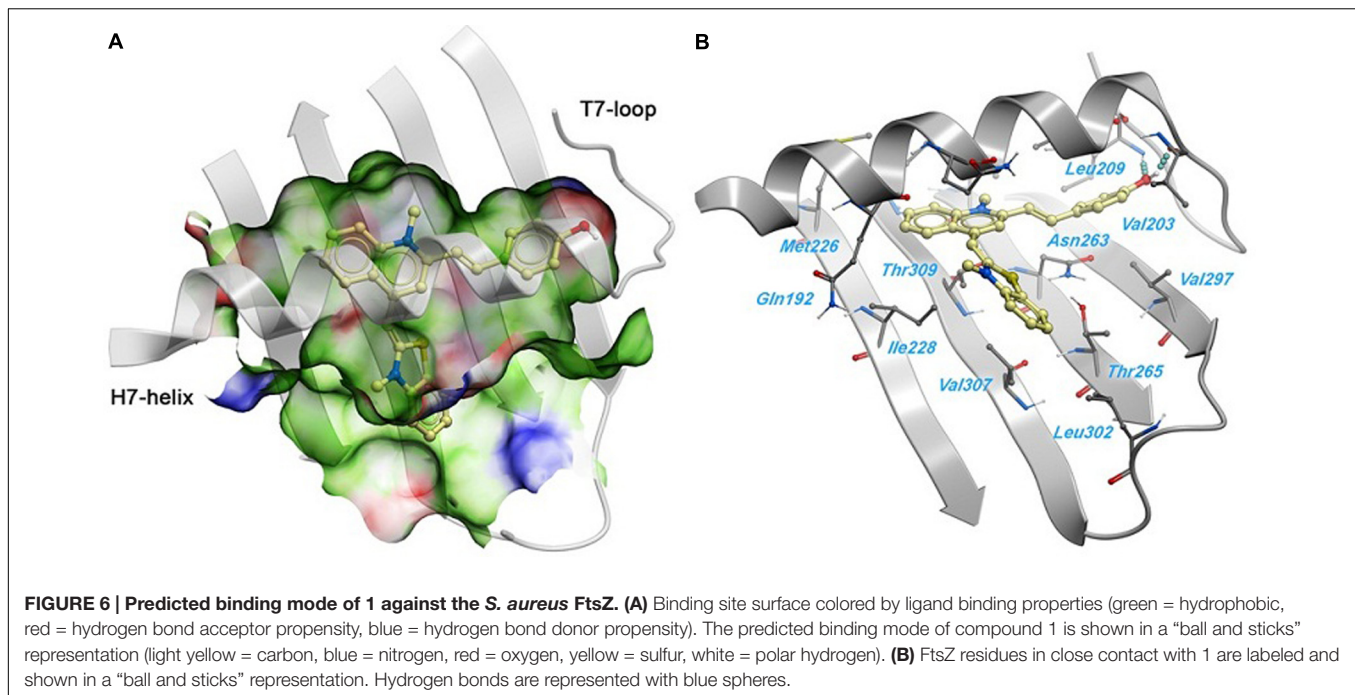 A
B
T7-loop
H7-helix
Leu209
Val203
Asn263
Met226
Thr309
Val297
Gln192
Ile228
Thr265
Val307
Leu302
FIGURE 6 | Predicted binding mode of 1 against the S. aureus FtsZ. (A) Binding site surface colored by ligand binding properties (green = hydrophobic,
red = hydrogen bond acceptor propensity, blue = hydrogen bond donor propensity). The predicted binding mode of compound 1 is shown in a “ball and sticks”
representation (light yellow = carbon, blue = nitrogen, red = oxygen, yellow = sulfur, white = polar hydrogen). (B) FtsZ residues in close contact with 1 are labeled and
shown in a “ball and sticks” representation. Hydrogen bonds are represented with blue spheres.